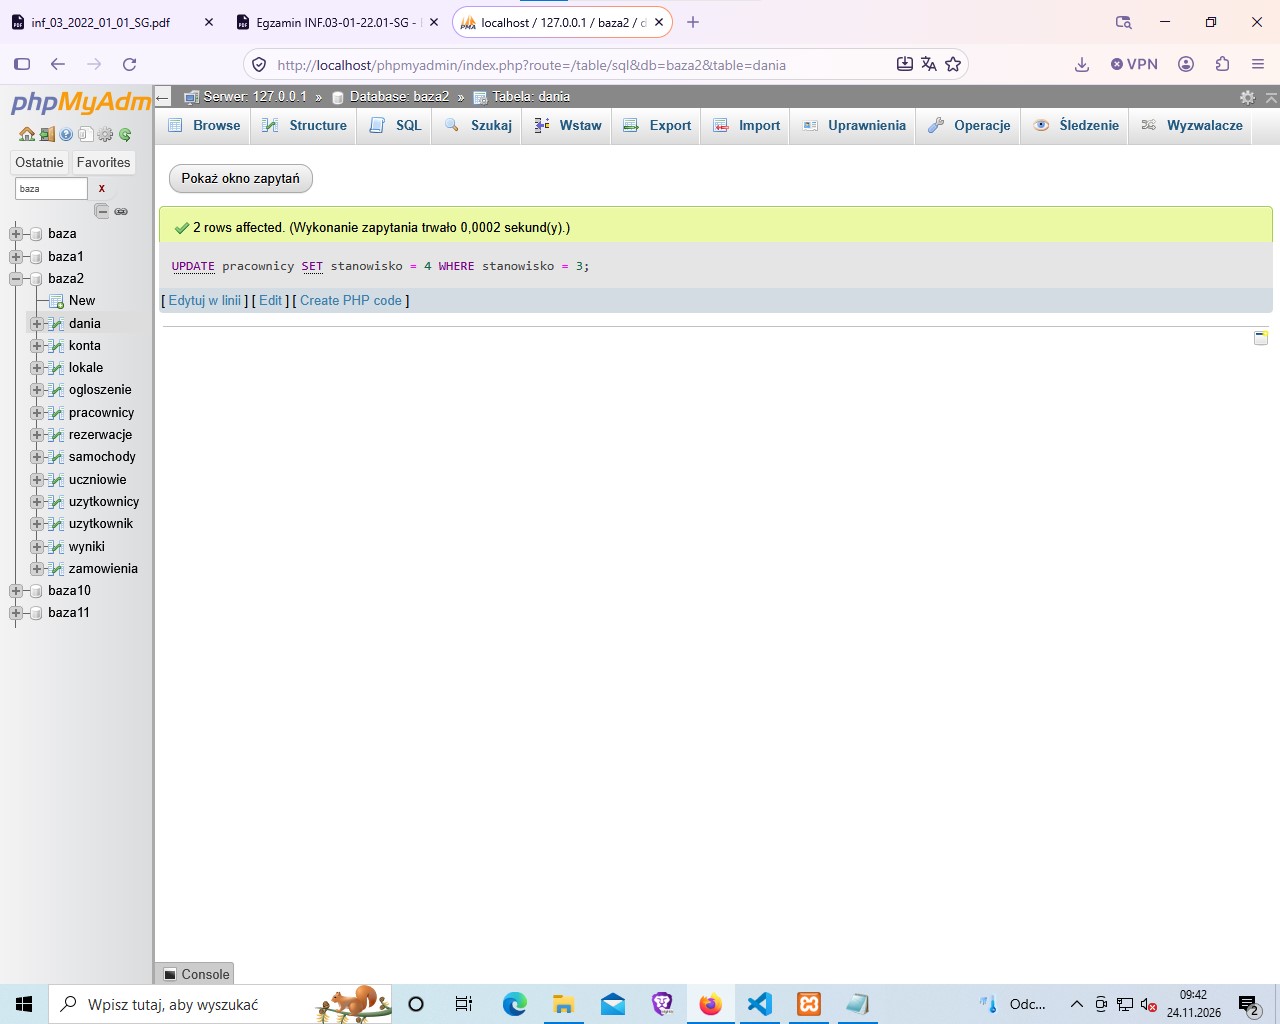 inf_03_2022_01_01_SG.pdf
Egzamin INF.03-01-22.01-SG -
localhost / 127.0.0.1 / baza2 / d
http://localhost/phpmyadmin/index.php?route=/table/sql&db=baza2&table=dania
VPN
phpMyAdm
Serwer: 127.0.0.1 » Database: baza2 » Tabela: dania
Browse Structure SQL Szukaj Wstaw Export Import Uprawnienia Operacje Śledzenie Wyzwalacze
Ostatnie Favorites
baza X
baza
baza1
baza2
New
dania
konta
lokale
ogloszenie
pracownicy
rezerwacje
samochody
uczniowie
uzytkownicy
uzytkownik
wyniki
zamowienia
baza10
baza11
Pokaż okno zapytań
2 rows affected. (Wykonanie zapytania trwało 0,0002 sekund(y).)
UPDATE pracownicy SET stanowisko = 4 WHERE stanowisko = 3;
[ Edytuj w linii ] [ Edit ] [ Create PHP code ]
Console
Wpisz tutaj, aby wyszukać
Odc...
09:42
24.11.2026
2